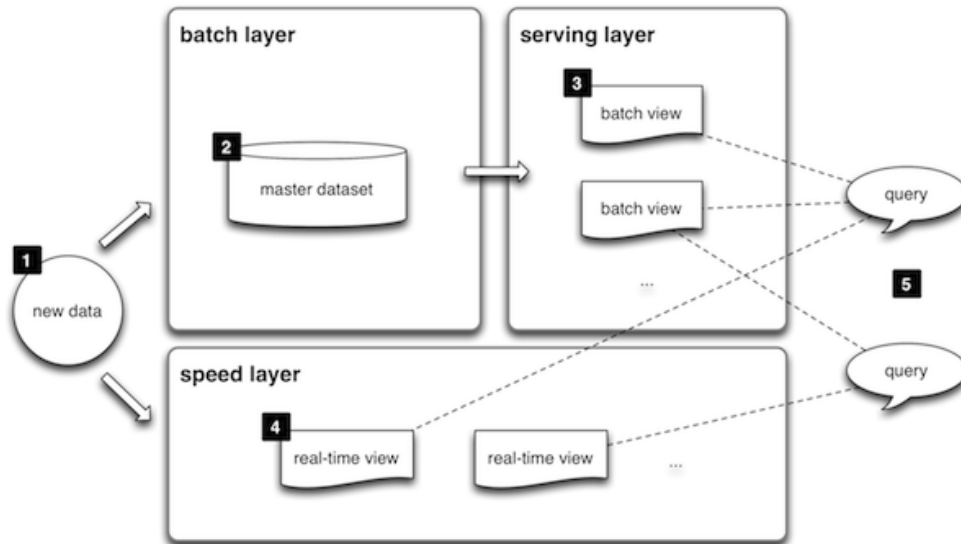 batch layer
serving layer
3
batch view
2
master dataset
query
batch view
1
...
5
new data
query
speed layer
4
real-time view
real-time view
...